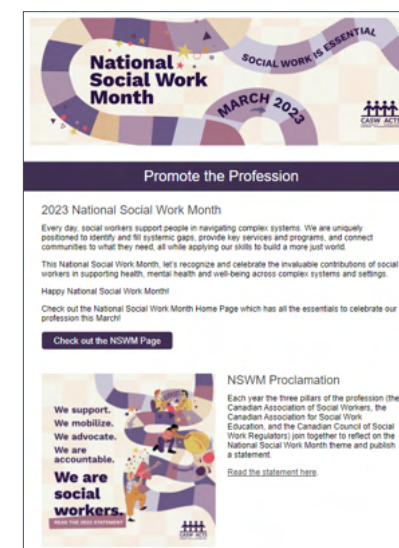 National
Social Work
Month
SOCIAL WORK IS ESSENTIAL
MARCH 2023
CASW ACTS
Promote the Profession
2023 National Social Work Month
Every day, social workers support people in navigating complex systems. We are uniquely
positioned to identify and fill systemic gaps, provide key services and programs, and connect
communities to what they need, all while applying our skills to build a more just world.
This National Social Work Month, let's recognize and celebrate the invaluable contributions of social
workers in supporting health, mental health and well-being across complex systems and settings.
Happy National Social Work Month!
Check out the National Social Work Month Home Page which has all the essentials to celebrate our
profession this March!
Check out the NSWM Page
We support.
We mobilize.
We advocate.
We are
accountable.
We are
social
workers.
READ THE 2023 STATEMENT
CASW ACTS
NSWM Proclamation
Each year the three pillars of the profession (the
Canadian Association of Social Workers, the
Canadian Association for Social Work
Education, and the Canadian Council of Social
Work Regulators) join together to reflect on the
National Social Work Month theme and publish
a statement.
Read the statement here.